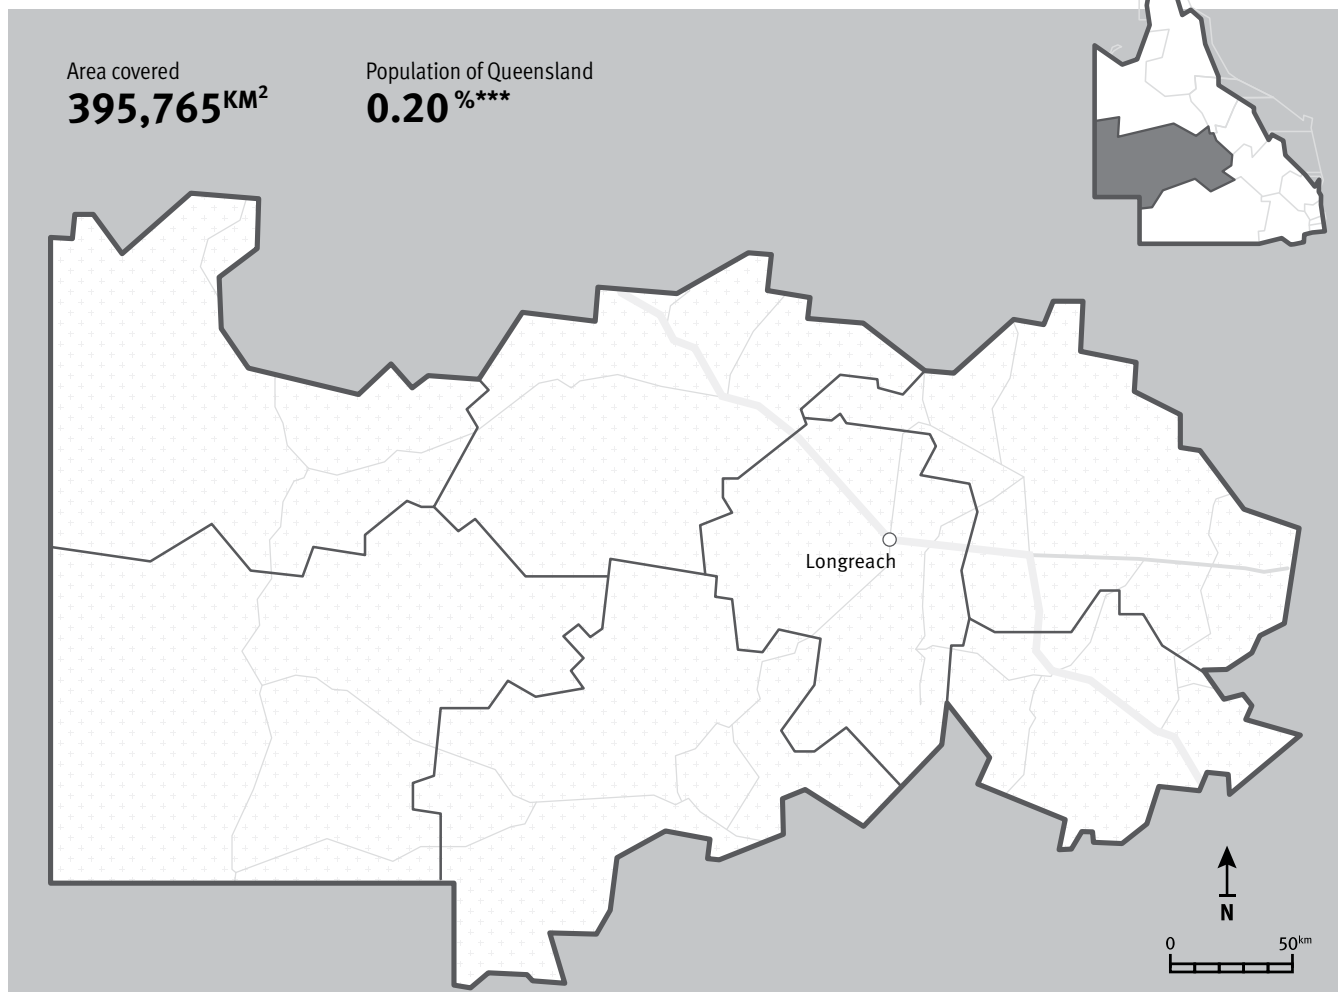 Area covered
395,765KM²
Population of Queensland
0.20%***
Longreach
N
0 50km